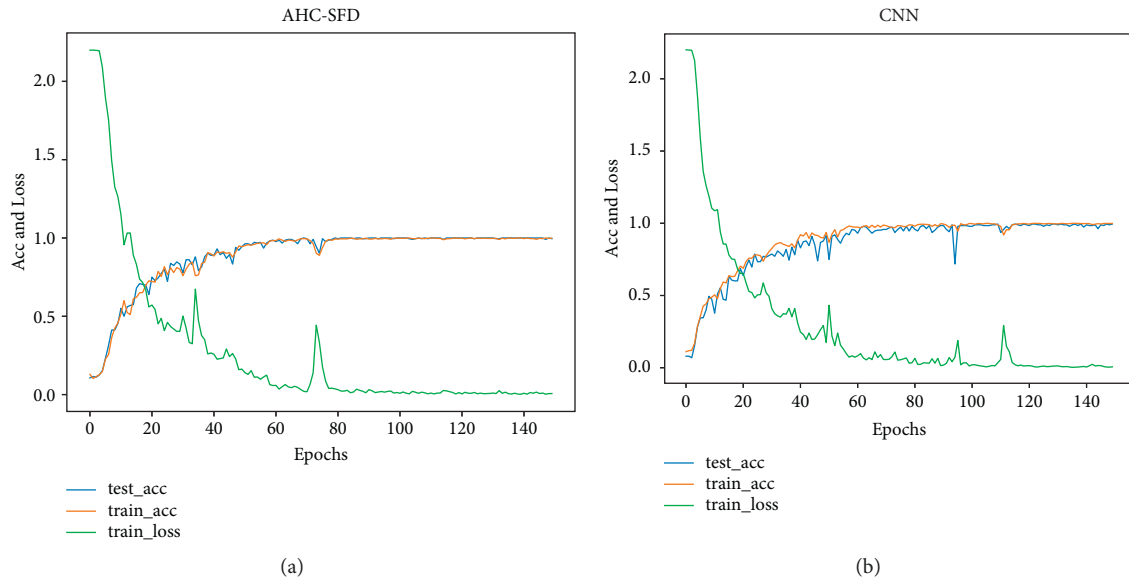 AHC-SFD
2.0
1.5
1.0
0.5
0.0
Acc and Loss
0 20 40 60 80 100 120 140
Epochs
test_acc
train_acc
train_loss
(a)
CNN
2.0
1.5
1.0
0.5
0.0
Acc and Loss
0 20 40 60 80 100 120 140
Epochs
test_acc
train_acc
train_loss
(b)